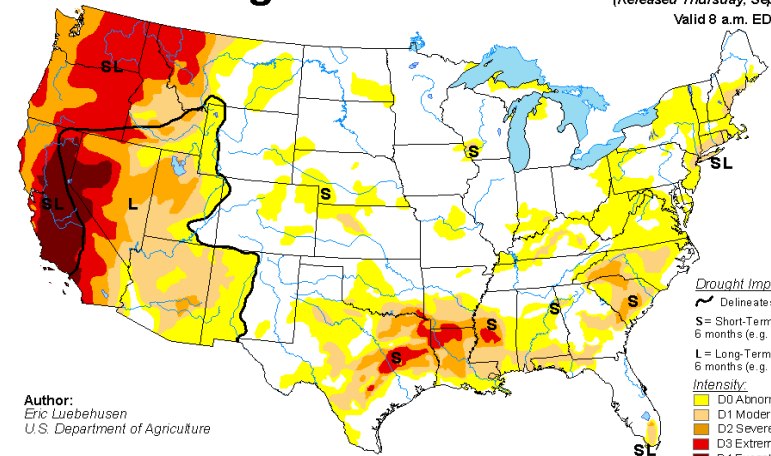 (Released Thursday, Sep
Valid 8 a.m. ED
SL
S
SL
SL
L
S
S
S
S
S
S
SL
Drought Imp
Delineates
S = Short-Term
6 months (e.g.
L = Long-Term
6 months (e.g.
Intensity:
D0 Abnorm
D1 Moder
D2 Severe
D3 Extrem
Author:
Eric Luebehusen
U.S. Department of Agriculture